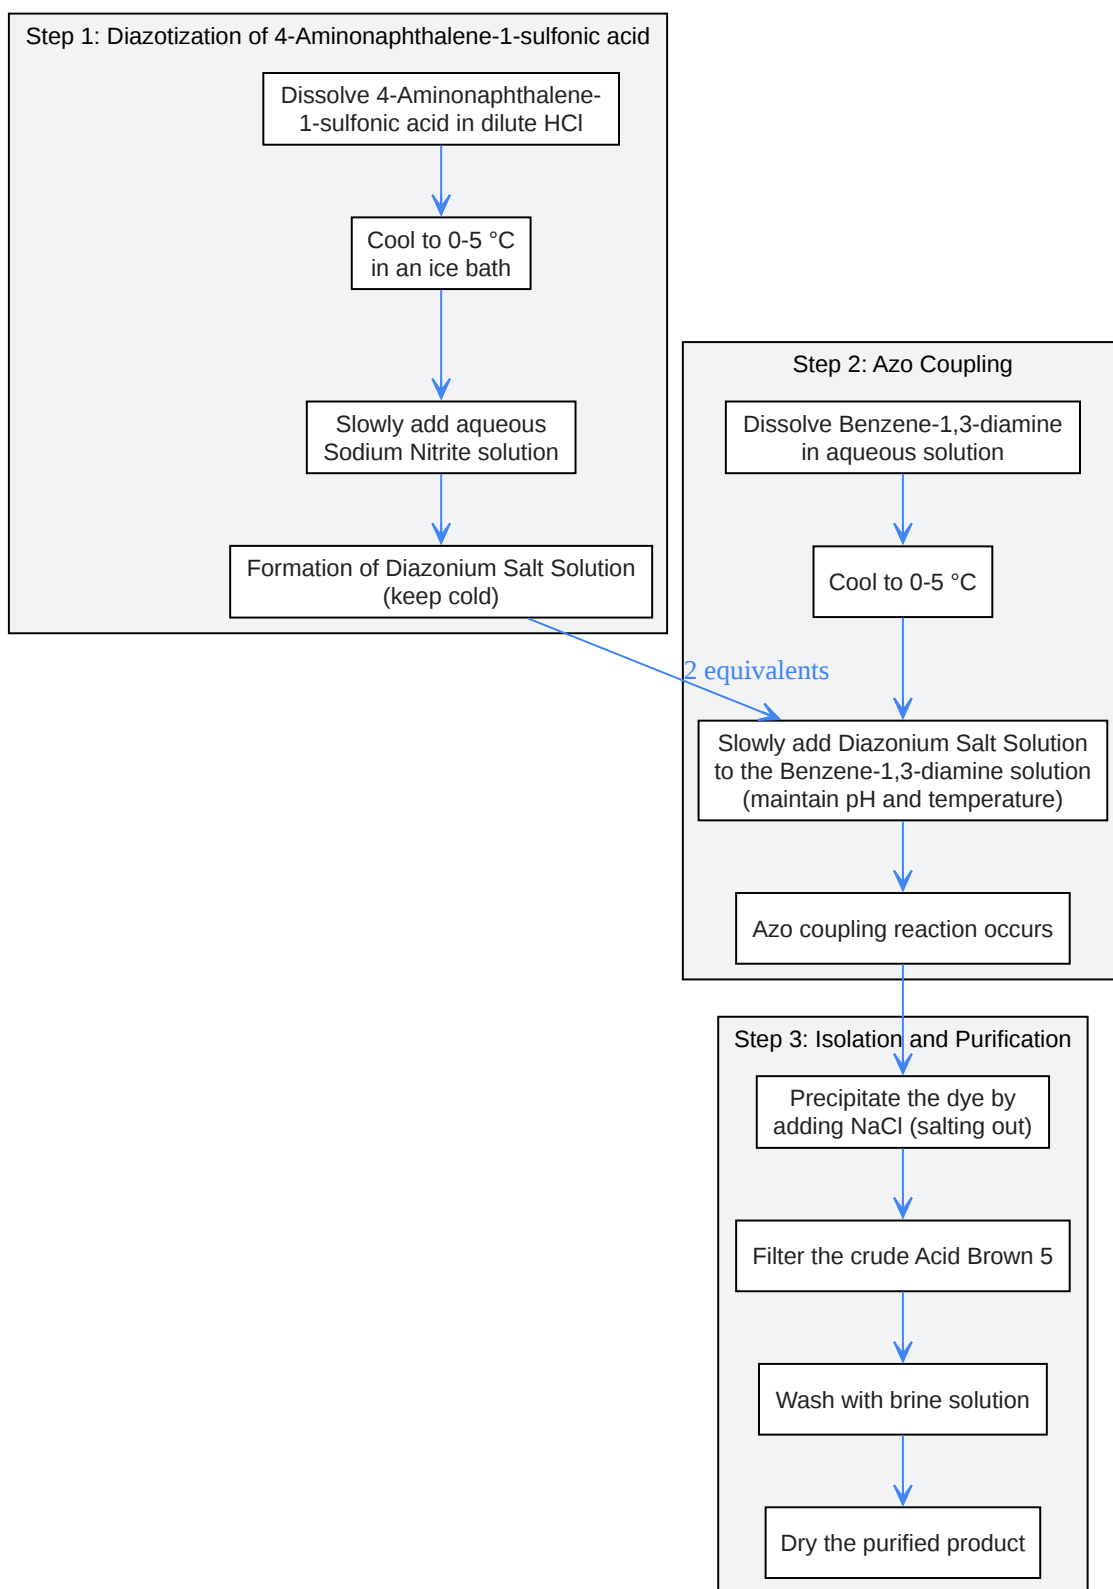 Step 1: Diazotization of 4-Aminonaphthalene-1-sulfonic acid
Dissolve 4-Aminonaphthalene-
1-sulfonic acid in dilute HCl
Cool to 0-5 °C
in an ice bath
Slowly add aqueous
Sodium Nitrite solution
Formation of Diazonium Salt Solution
(keep cold)
2 equivalents
Step 2: Azo Coupling
Dissolve Benzene-1,3-diamine
in aqueous solution
Cool to 0-5 °C
Slowly add Diazonium Salt Solution
to the Benzene-1,3-diamine solution
(maintain pH and temperature)
Azo coupling reaction occurs
Step 3: Isolation and Purification
Precipitate the dye by
adding NaCl (salting out)
Filter the crude Acid Brown 5
Wash with brine solution
Dry the purified product